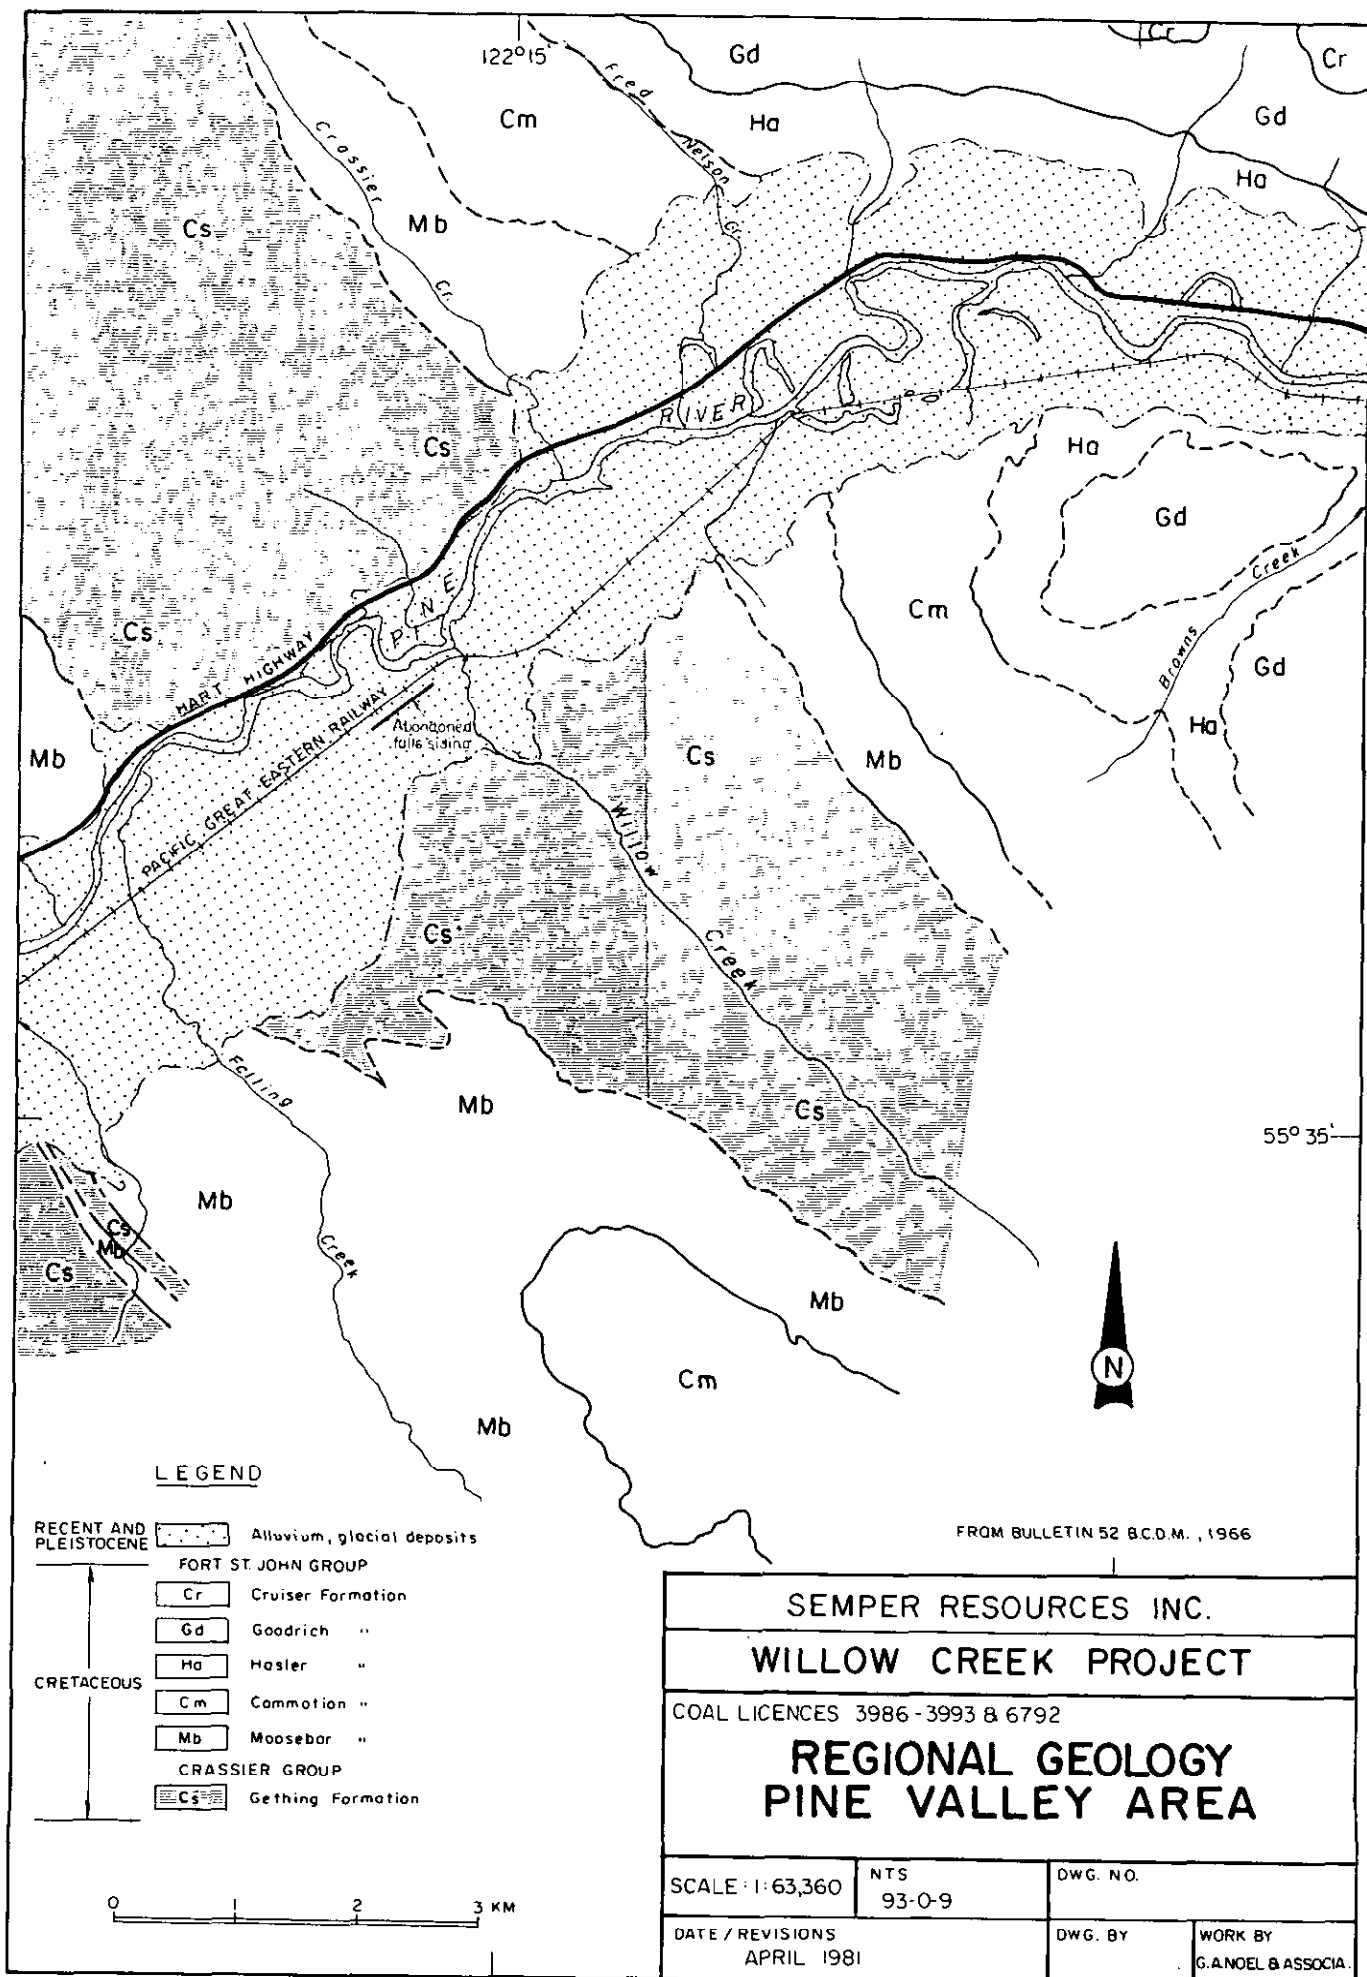 122°15'
Gd
Cr
Cr
Cm
Fred Nelson Cr.
Ha
Gd
Crassier Cr.
Ha
Cs
Mb
RIVER
Cs
Ha
Gd
Creek
PINE
Cm
Cs
Browns
HART HIGHWAY
Gd
Abandoned
falls siding
Ha
Mb
Cs
Mb
PACIFIC GREAT EASTERN RAILWAY
Willow
Cs
Creek
Falling
Mb
Cs
55° 35'
Mb
Cs
Mb
Creek
Cs
Mb
N
Cm
Mb
LEGEND
RECENT AND
PLEISTOCENE
Alluvium, glacial deposits
FORT ST. JOHN GROUP
Cr Cruiser Formation
Gd Goodrich "
Ha Hasler "
CRETACEOUS
Cm Commotion "
Mb Moosebar "
CRASSIER GROUP
Cs Gething Formation
0 1 2 3 KM
FROM BULLETIN 52 B.C.D.M., 1966
SEMPER RESOURCES INC.
WILLOW CREEK PROJECT
COAL LICENCES 3986-3993 & 6792
REGIONAL GEOLOGY
PINE VALLEY AREA
SCALE: 1:63,360
NTS
93-0-9
DWG. NO.
DATE / REVISIONS
APRIL 1981
DWG. BY
WORK BY
G.A.NOEL & ASSOCIA.